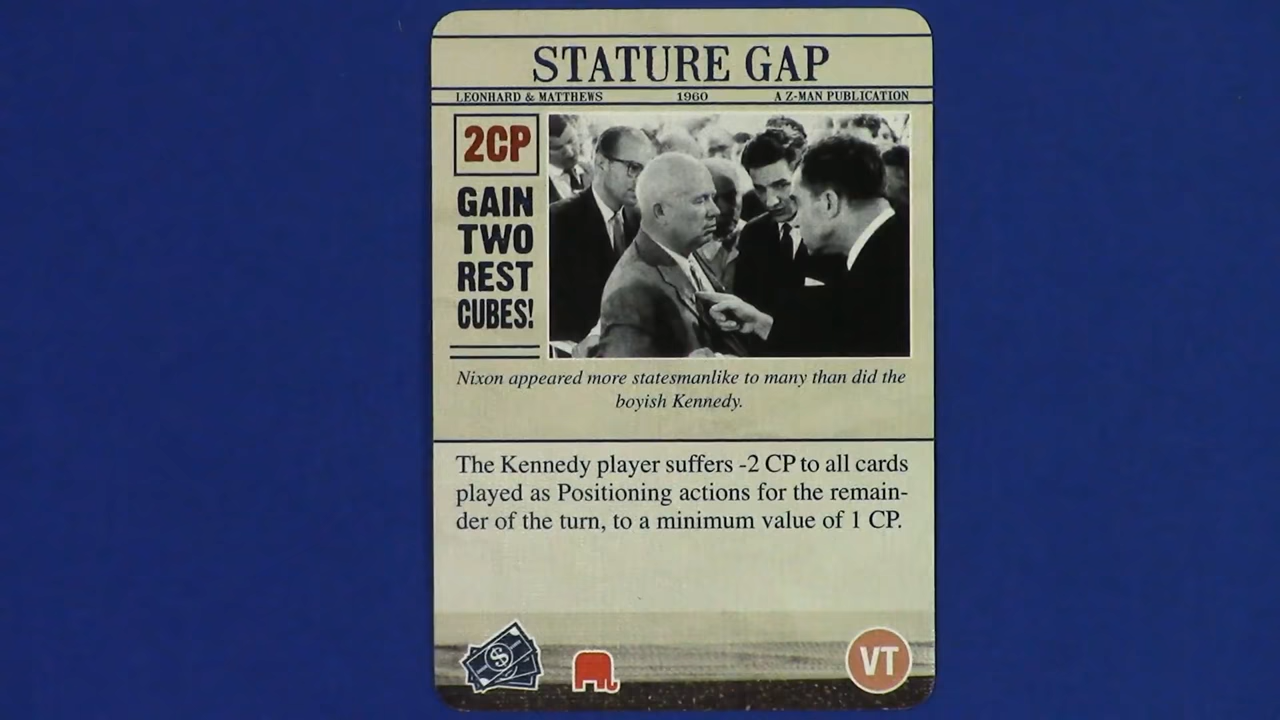 STATURE GAP
LEONHARD & MATTHEWS 1960 A Z-MAN PUBLICATION
2CP
GAIN
TWO
REST
CUBES!
Nixon appeared more statesmanlike to many than did the
boyish Kennedy.
The Kennedy player suffers -2 CP to all cards
played as Positioning actions for the remain-
der of the turn, to a minimum value of 1 CP.
$
VT